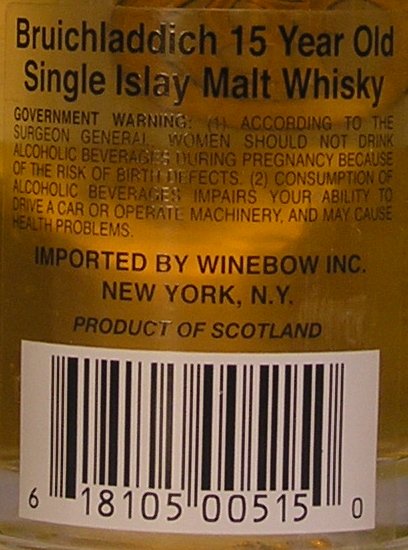 Bruichladdich 15 Year Old
Single Islay Malt Whisky
GOVERNMENT WARNING: (1) ACCORDING TO THE
SURGEON GENERAL, WOMEN SHOULD NOT DRINK
ALCOHOLIC BEVERAGES DURING PREGNANCY BECAUSE
OF THE RISK OF BIRTH DEFECTS. (2) CONSUMPTION OF
ALCOHOLIC BEVERAGES IMPAIRS YOUR ABILITY TO
DRIVE A CAR OR OPERATE MACHINERY, AND MAY CAUSE
HEALTH PROBLEMS.
IMPORTED BY WINEBOW INC.
NEW YORK, N.Y.
PRODUCT OF SCOTLAND
6 18105 00515 0